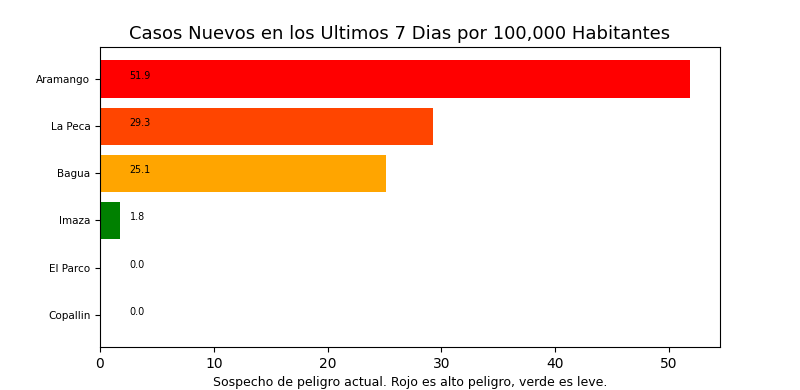 Casos Nuevos en los Ultimos 7 Dias por 100,000 Habitantes
Aramango 51.9
La Peca 29.3
Bagua 25.1
Imaza 1.8
El Parco 0.0
Copallin 0.0
0 10 20 30 40 50
Sospecho de peligro actual. Rojo es alto peligro, verde es leve.